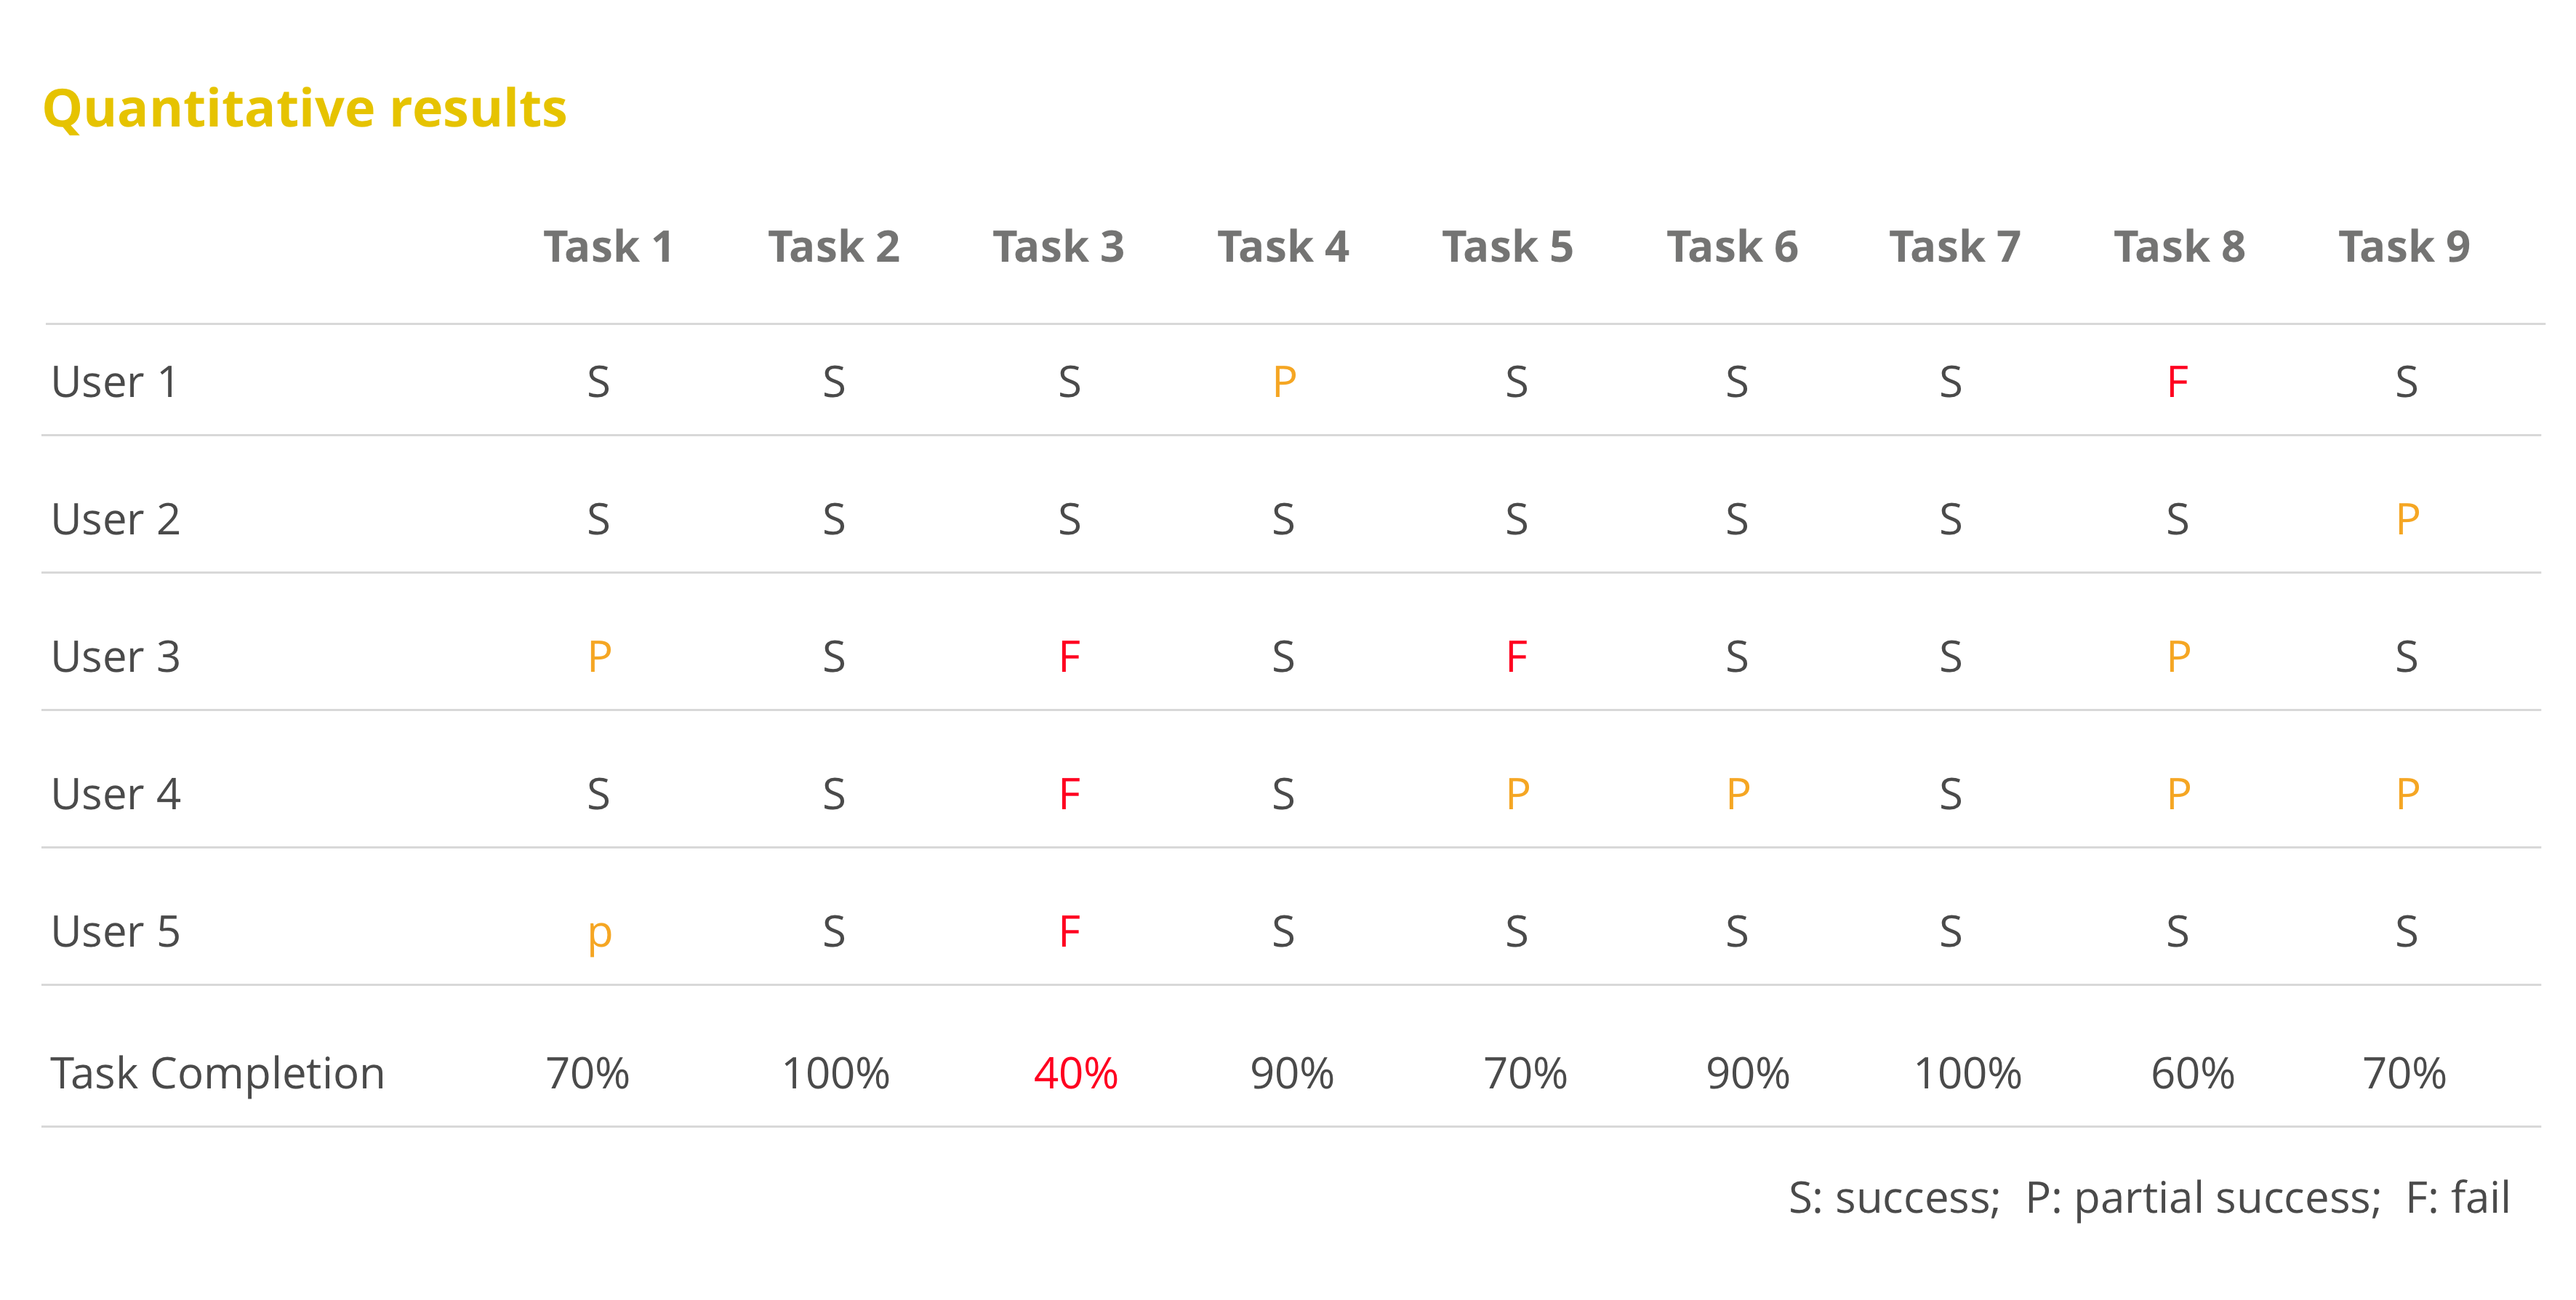 Quantitative results
Task 1 Task 2 Task 3 Task 4 Task 5 Task 6 Task 7 Task 8 Task 9
User 1 S S S P S S S F S
User 2 S S S S S S S S P
User 3 P S F S F S S P S
User 4 S S F S P P S P P
User 5 p S F S S S S S S
Task Completion 70% 100% 40% 90% 70% 90% 100% 60% 70%
S: success; P: partial success; F: fail